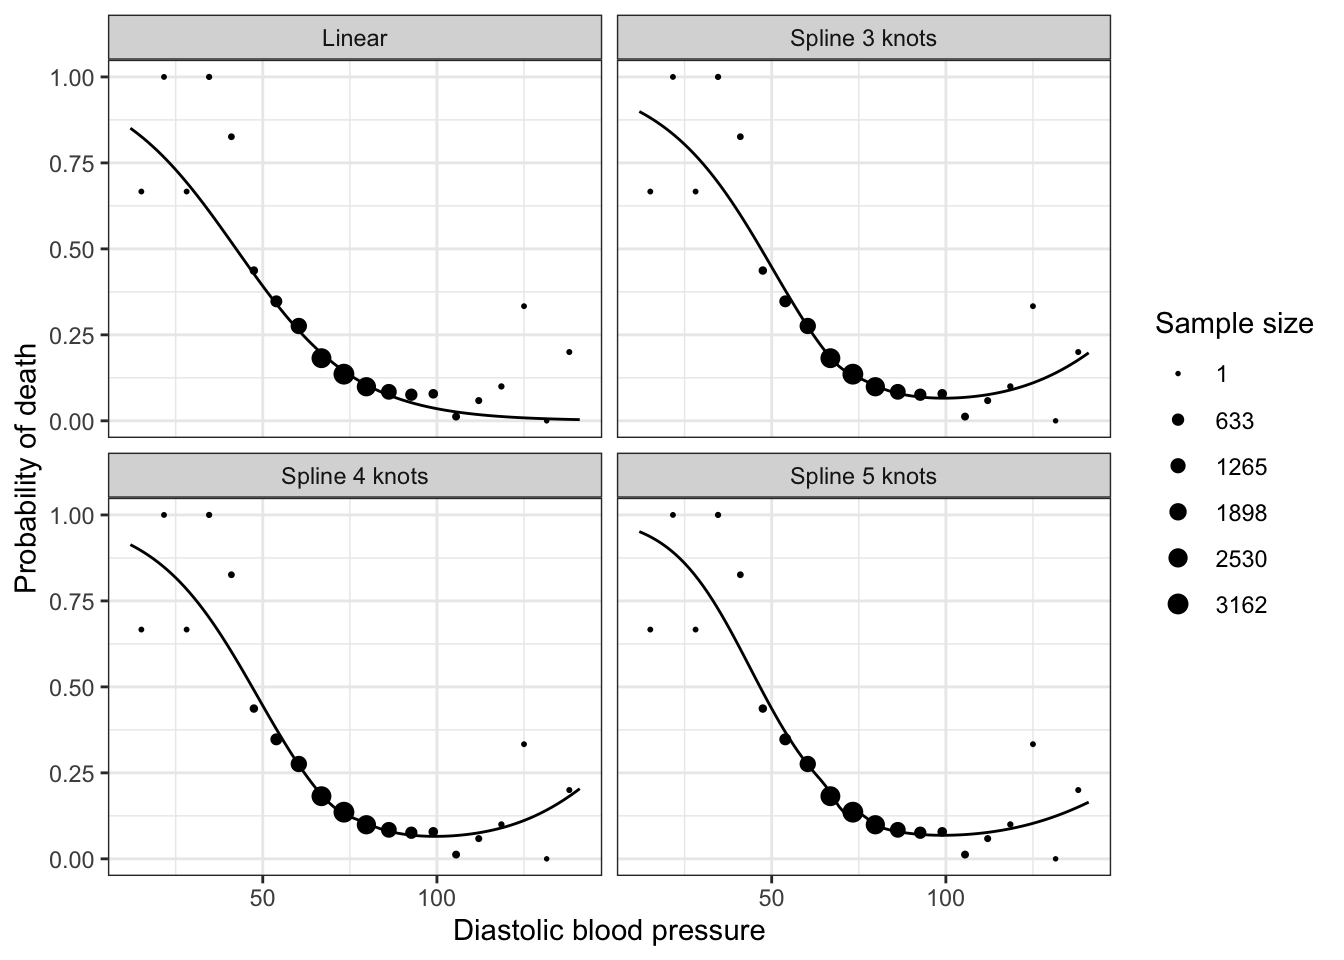 Linear
Spline 3 knots
1.00
0.75
0.50
0.25
0.00
Spline 4 knots
Spline 5 knots
1.00
0.75
0.50
0.25
0.00
50
100
50
100
Diastolic blood pressure
Probability of death
Sample size
1
633
1265
1898
2530
3162